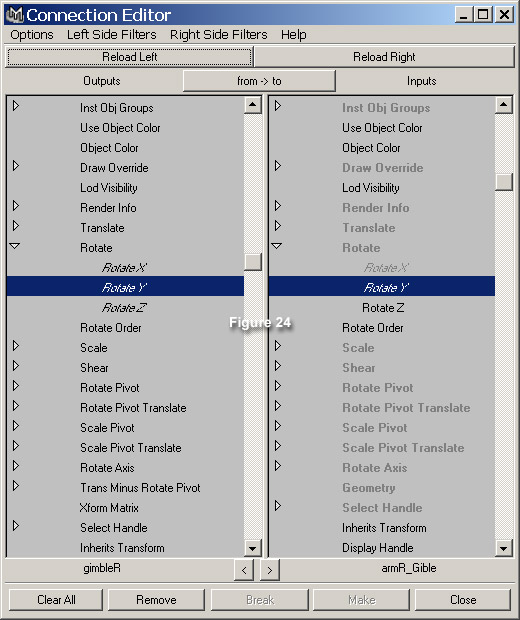 Connection Editor
Options Left Side Filters Right Side Filters Help
Reload Left Reload Right
Outputs from -> to Inputs
Inst Obj Groups Inst Obj Groups
Use Object Color Use Object Color
Object Color Object Color
Draw Override Draw Override
Lod Visibility Lod Visibility
Render Info Render Info
Translate Translate
Rotate Rotate
Rotate X Rotate X
Rotate Y Rotate Y
Rotate Z Rotate Z
Figure 24
Rotate Order Rotate Order
Scale Scale
Shear Shear
Rotate Pivot Rotate Pivot
Rotate Pivot Translate Rotate Pivot Translate
Scale Pivot Scale Pivot
Scale Pivot Translate Scale Pivot Translate
Rotate Axis Rotate Axis
Trans Minus Rotate Pivot Geometry
Xform Matrix Select Handle
Select Handle Inherits Transform
Inherits Transform Display Handle
gimbleR < > armR_Gible
Clear All Remove Break Make Close